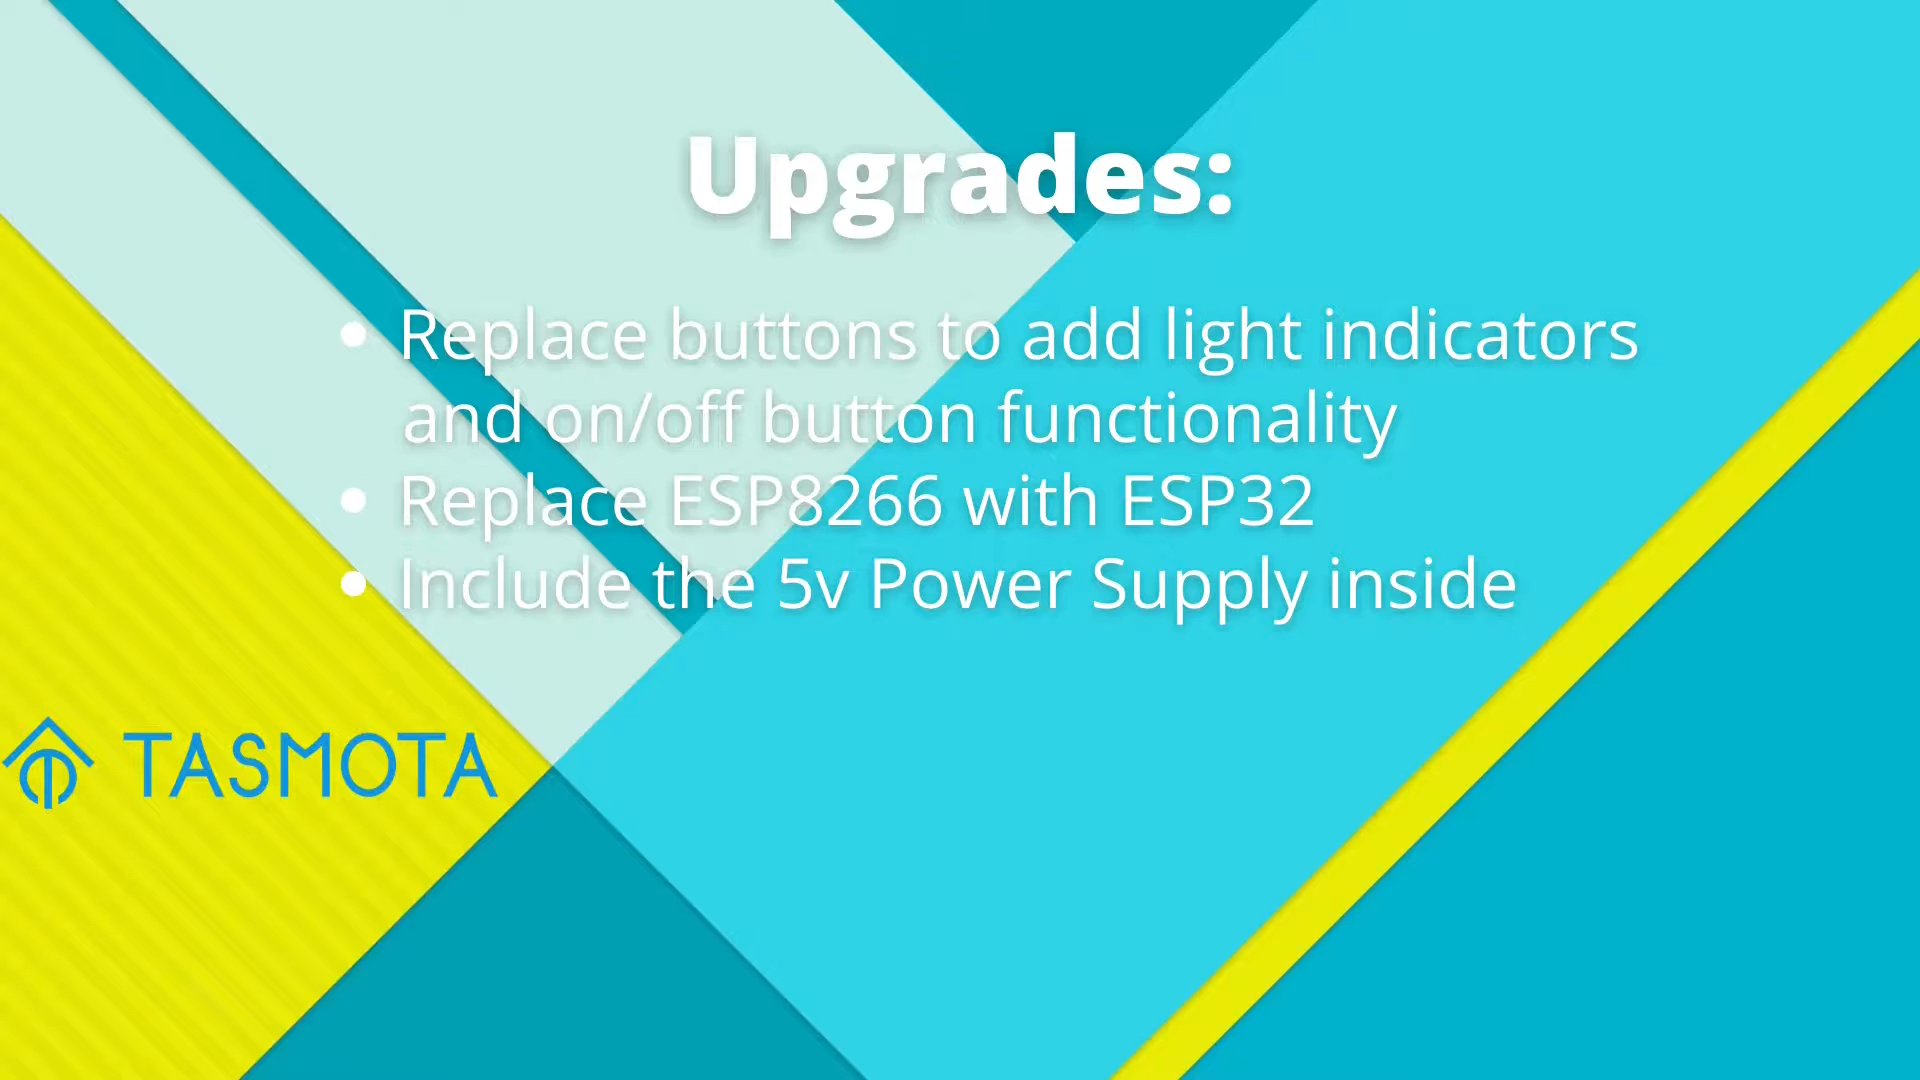 Upgrades:
• Replace buttons to add light indicators
and on/off button functionality
• Replace ESP8266 with ESP32
• Include the 5v Power Supply inside
TASMOTA